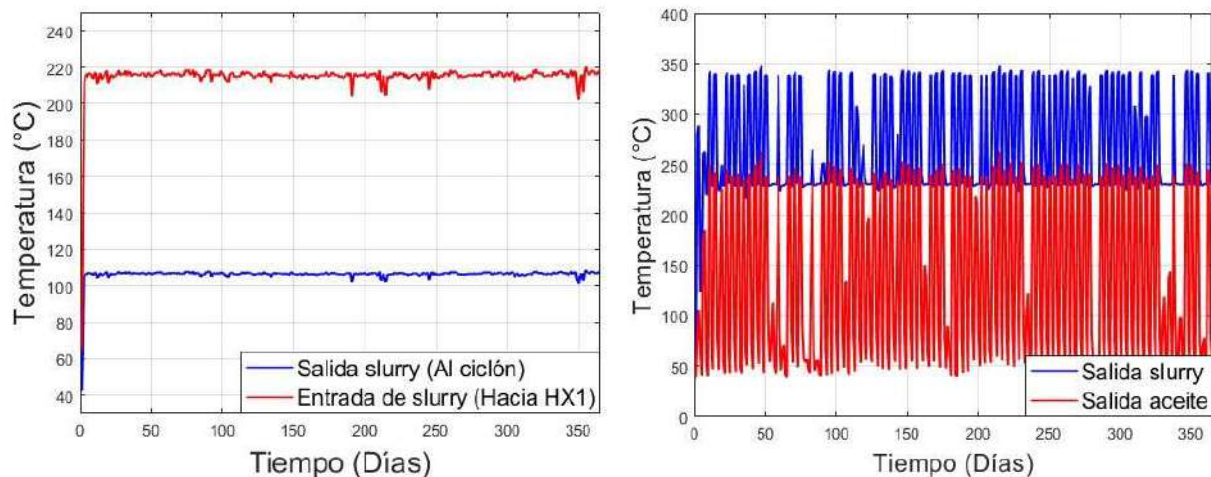 240
220
200
180
160
140
120
100
80
60
40
0 50 100 150 200 250 300 350
Temperatura (°C)
Tiempo (Días)
Salida slurry (Al ciclón)
Entrada de slurry (Hacia HX1)
400
350
300
250
200
150
100
50
0
0 50 100 150 200 250 300 350
Temperatura (°C)
Tiempo (Días)
Salida slurry
Salida aceite